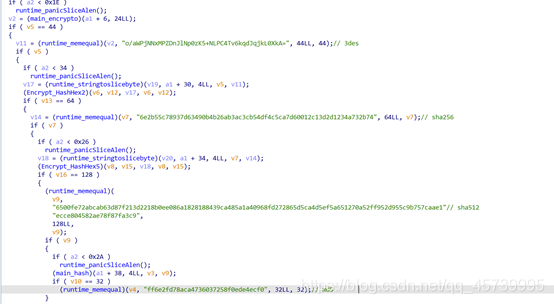 if ( a2 < 0x1E )
runtime_panicSliceAlen();
v2 = (main_encrypto)(a1 + 6, 24LL);
if ( v5 == 44 )
{
v11 = (runtime_memequal)(v2, "o/aWPjNNxMPZDnJlNp0zK5+NLPC4Tv6kqdJqjkL0XkA=", 44LL, 44);// 3des
if ( v5 )
{
if ( a2 < 34 )
runtime_panicSliceAlen();
v17 = (runtime_stringtoslicebyte)(v19, a1 + 30, 4LL, v5, v11);
(Encrypt_HashHex2)(v6, v12, v17, v6, v12);
if ( v13 == 64 )
{
v14 = (runtime_memequal)(v7, "6e2b55c78937d63490b4b26ab3ac3cb54df4c5ca7d60012c13d2d1234a732b74", 64LL, v7);// sha256
if ( v7 )
{
if ( a2 < 0x26 )
runtime_panicSliceAlen();
v18 = (runtime_stringtoslicebyte)(v20, a1 + 34, 4LL, v7, v14);
(Encrypt_HashHex5)(v8, v15, v18, v8, v15);
if ( v16 == 128 )
{
(runtime_memequal)(
v9,
"6500fe72abcab63d87f213d2218b0ee086a1828188439ca485a1a40968fd272865d5ca4d5ef5a651270a52ff952d955c9b757caae1"// sha512
"ecce804582ae78f87fa3c9",
128LL,
v9);
if ( v9 )
{
if ( a2 < 0x2A )
runtime_panicSliceAlen();
(main_hash)(a1 + 38, 4LL, v3, v9);
if ( v10 == 32 )
(runtime_memequal)(v4, "ff6e2fd78aca4736037258f0ede4ecf0", 32LL, 32);// md5
}
https://blog.csdn.net/qq_45739995